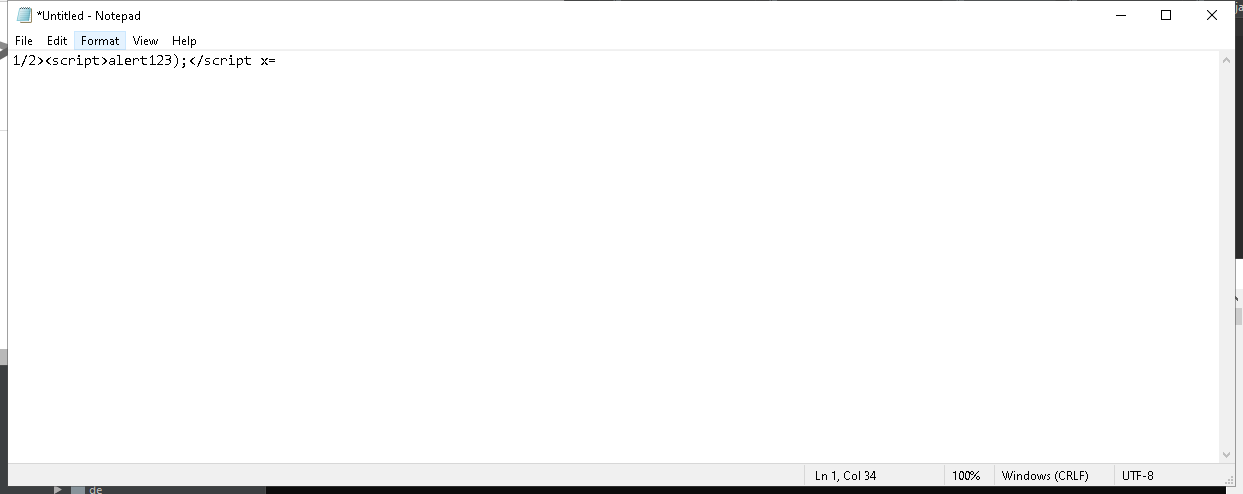 *Untitled - Notepad
File Edit Format View Help
1/2><script>alert123);</script x=
Ln 1, Col 34 100% Windows (CRLF) UTF-8
de